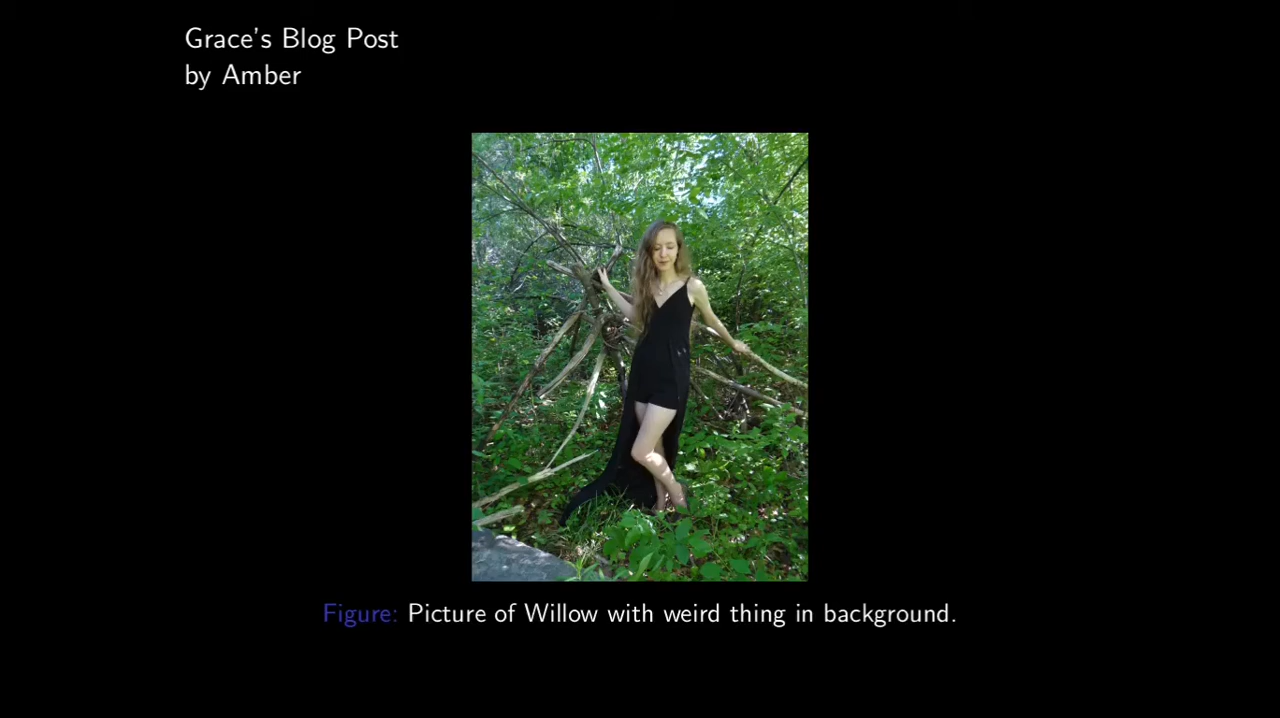 Grace's Blog Post
by Amber
Figure: Picture of Willow with weird thing in background.